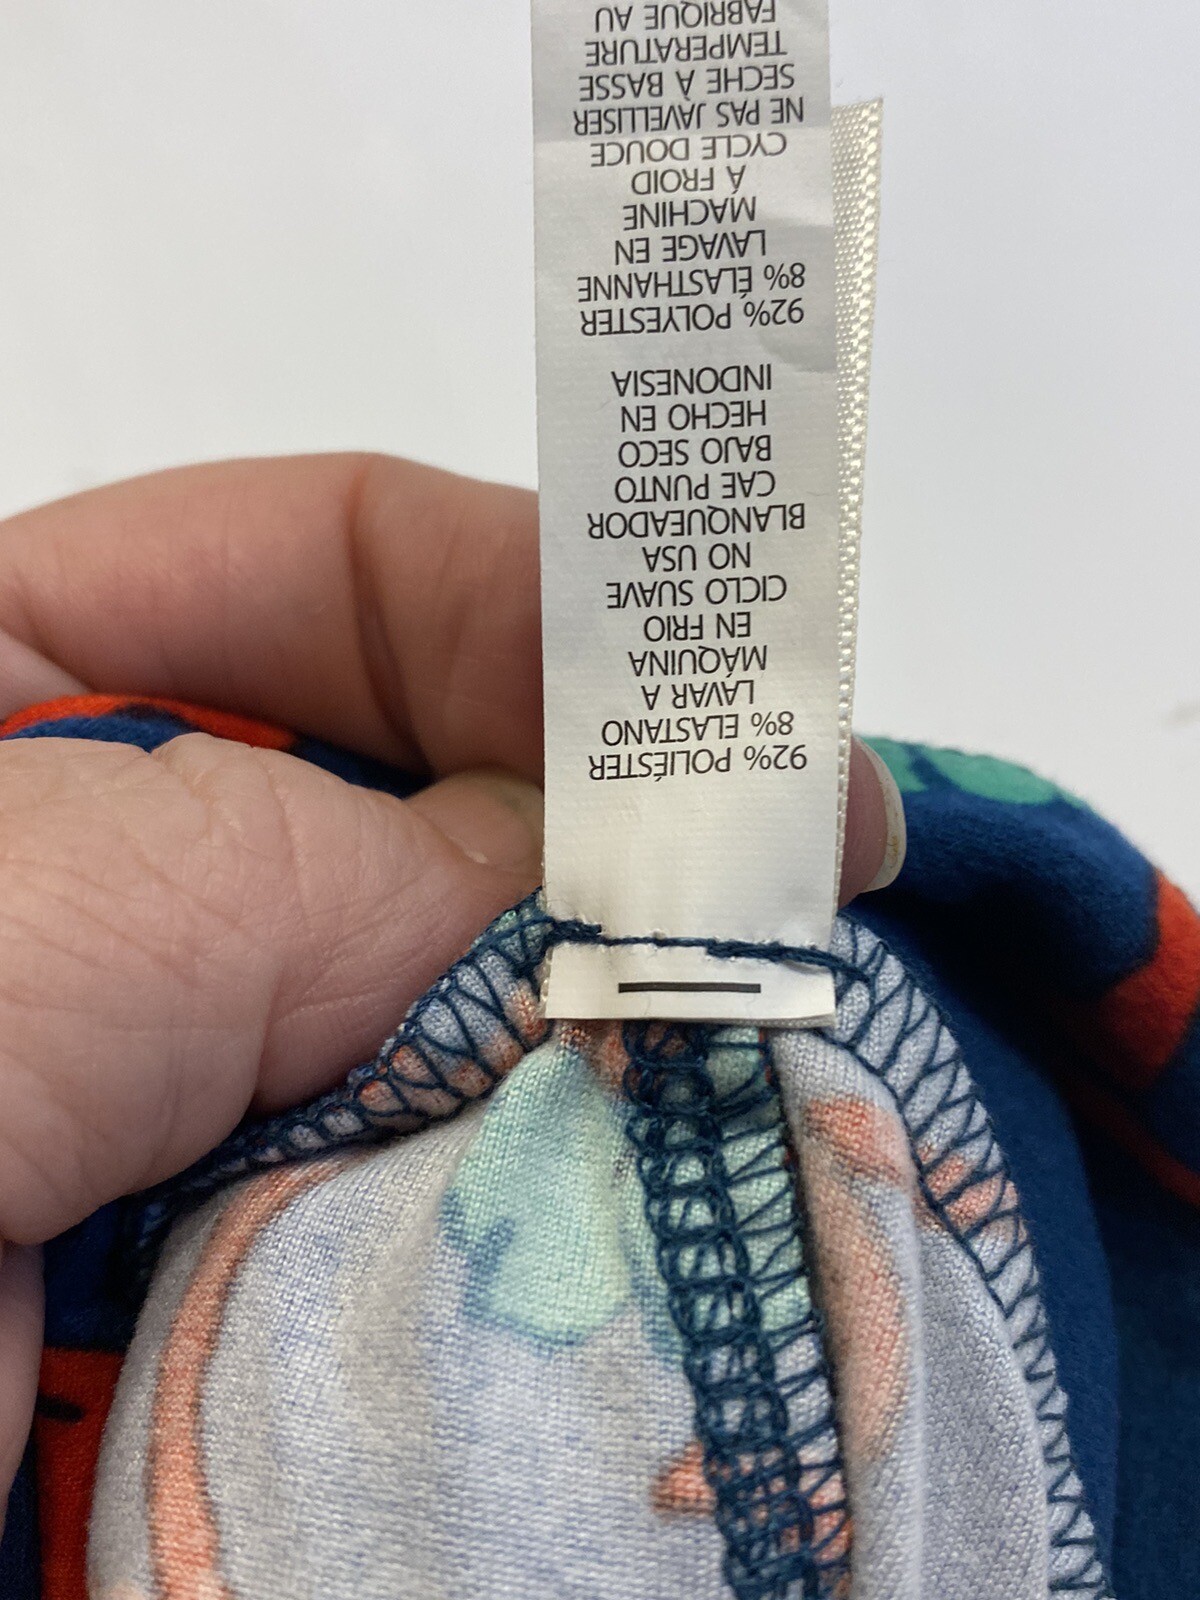 92% POLIÉSTER
8% ELASTANO
LAVAR A
MÁQUINA
EN FRIO
CICLO SUAVE
NO USA
BLANQUEADOR
CAE PUNTO
BAJO SECO
HECHO EN
INDONESIA
92% POLYESTER
8% ÉLASTHANNE
LAVAGE EN
MACHINE
À FROID
CYCLE DOUCE
NE PAS JAVELLISER
SECHE À BASSE
TEMPERATURE
FABRIQUE AU